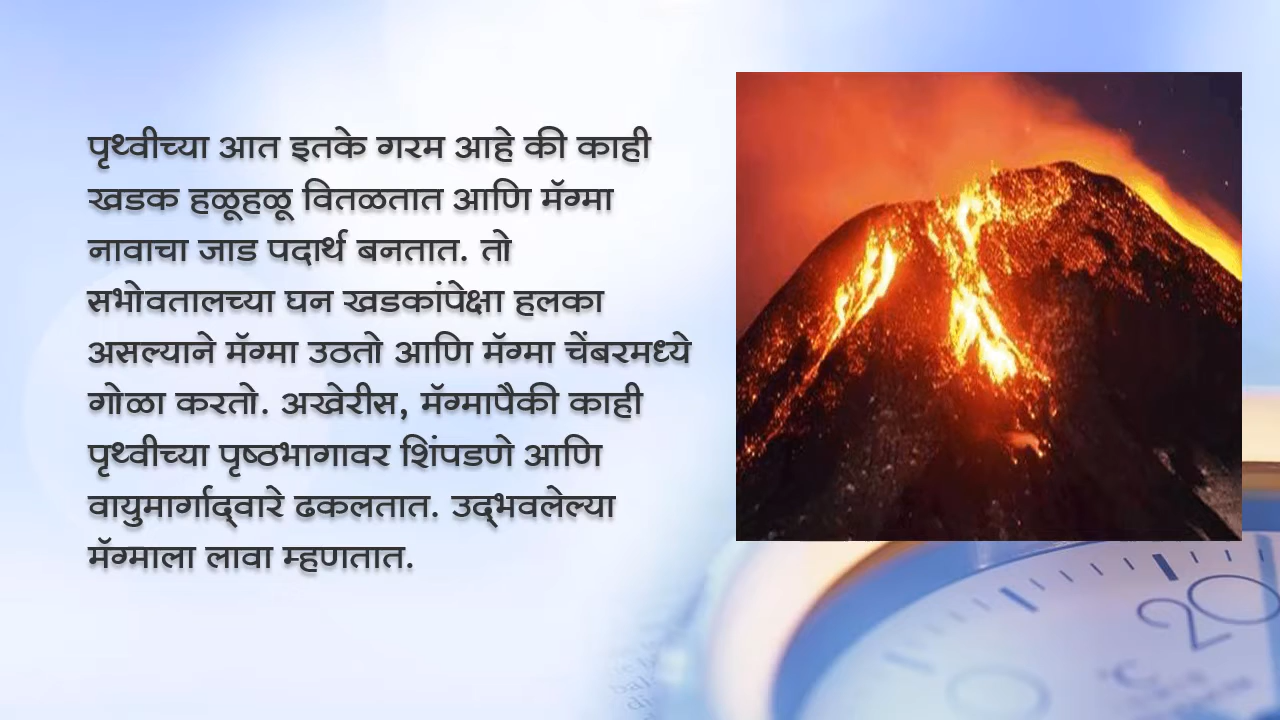 पृथ्वीच्या आत इतके गरम आहे की काही
खडक हळूहळू वितळतात आणि मॅग्मा
नावाचा जाड पदार्थ बनतात. तो
सभोवतालच्या घन खडकांपेक्षा हलका
असल्याने मॅग्मा उठतो आणि मॅग्मा चेंबरमध्ये
गोळा करतो. अखेरीस, मॅग्मापैकी काही
पृथ्वीच्या पृष्ठभागावर शिंपडणे आणि
वायुमार्गाद्वारे ढकलतात. उद्भवलेल्या
मॅग्माला लावा म्हणतात.
20
°C